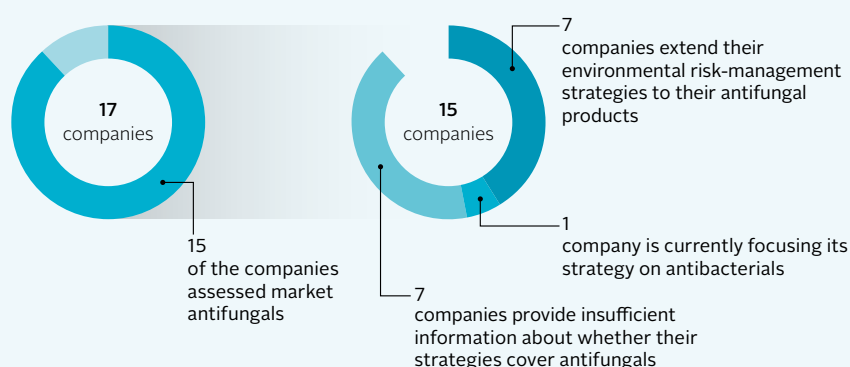 17
companies
15
of the companies
assessed market
antifungals
15
companies
7
companies extend their
environmental risk-management
strategies to their antifungal
products
1
company is currently focusing its
strategy on antibacterials
7
companies provide insufficient
information about whether their
strategies cover antifungals